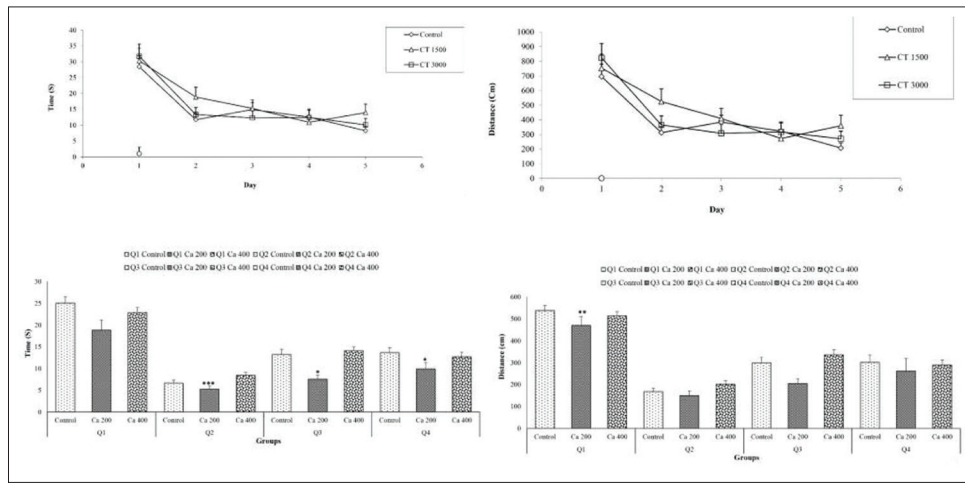 Control
CT 1500
CT 3000
40
35
30
25
20
15
10
5
0
Time (S)
0 1 2 3 4 5 6
Day
Control
CT 1500
CT 3000
1000
900
800
700
600
500
400
300
200
100
0
Distance (Cm)
0 1 2 3 4 5 6
Day
Q1 Control Q1 Ca 200 Q1 Ca 400 Q2 Control Q2 Ca 200 Q2 Ca 400
Q3 Control Q3 Ca 200 Q3 Ca 400 Q4 Control Q4 Ca 200 Q4 Ca 400
30
25
20
15
10
5
0
Time (S)
***
*
*
Control Ca 200 Ca 400 Control Ca 200 Ca 400 Control Ca 200 Ca 400 Control Ca 200 Ca 400
Q1 Q2 Q3 Q4
Groups
Q1 Control Q1 Ca 200 Q1 Ca 400 Q2 Control Q2 Ca 200 Q2 Ca 400
Q3 Control Q3 Ca 200 Q3 Ca 400 Q4 Control Q4 Ca 200 Q4 Ca 400
600
500
400
300
200
100
0
Distance (cm)
**
Control Ca 200 Ca 400 Control Ca 200 Ca 400 Control Ca 200 Ca 400 Control Ca 200 Ca 400
Q1 Q2 Q3 Q4
Groups